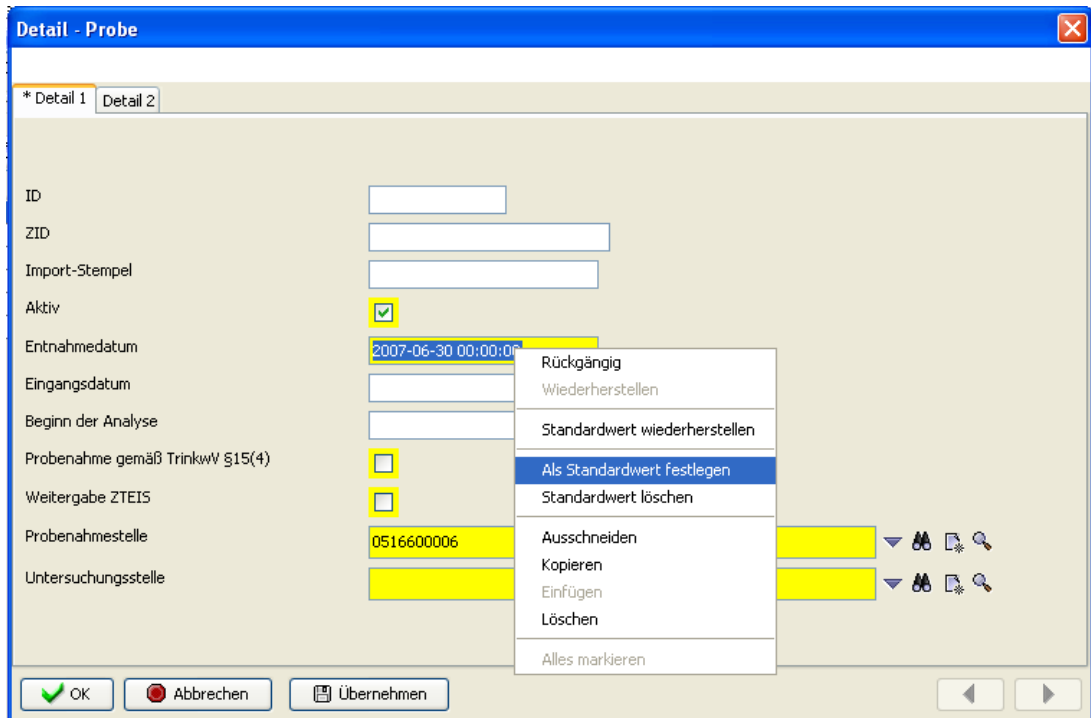 Detail - Probe
* Detail 1 Detail 2
ID
ZID
Import-Stempel
Aktiv
Entnahmedatum 2007-06-30 00:00:00
Eingangsdatum
Beginn der Analyse
Probenahme gemäß TrinkwV §15(4)
Weitergabe ZTEIS
Probenahmestelle 0516600006
Untersuchungsstelle
Rückgängig
Wiederherstellen
Standardwert wiederherstellen
Als Standardwert festlegen
Standardwert löschen
Ausschneiden
Kopieren
Einfügen
Löschen
Alles markieren
OK Abbrechen Übernehmen